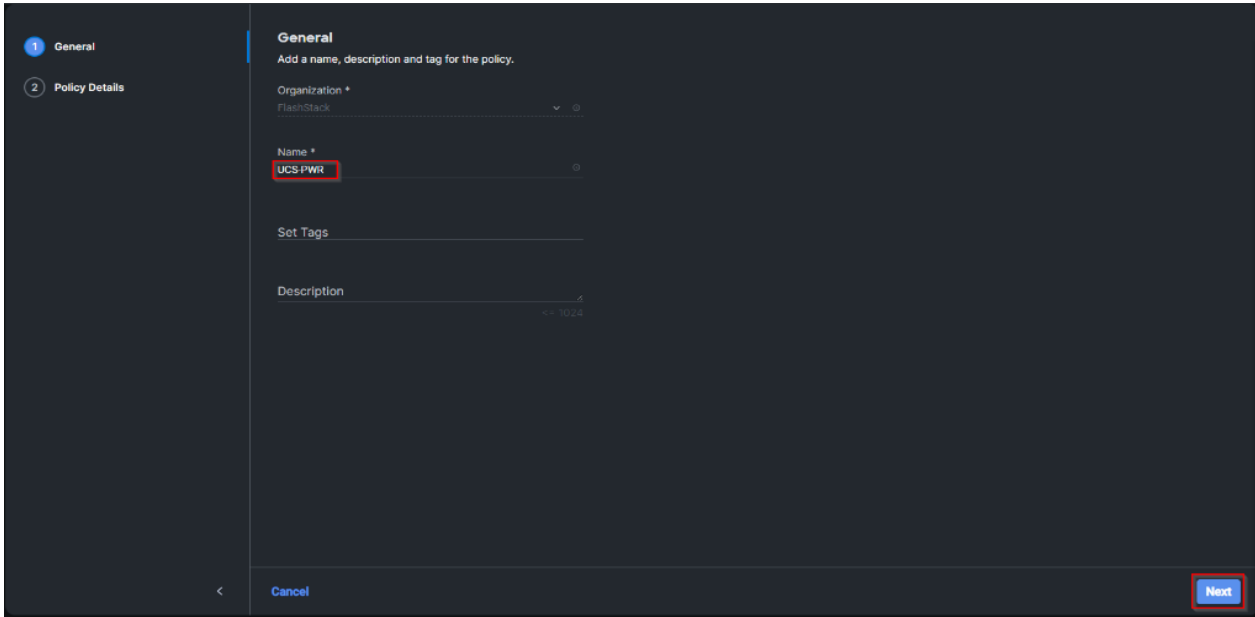 1 General
2 Policy Details
General
Add a name, description and tag for the policy.
Organization *
FlashStack
Name *
UCS-PWR
Set Tags
Description
<= 1024
Cancel
Next